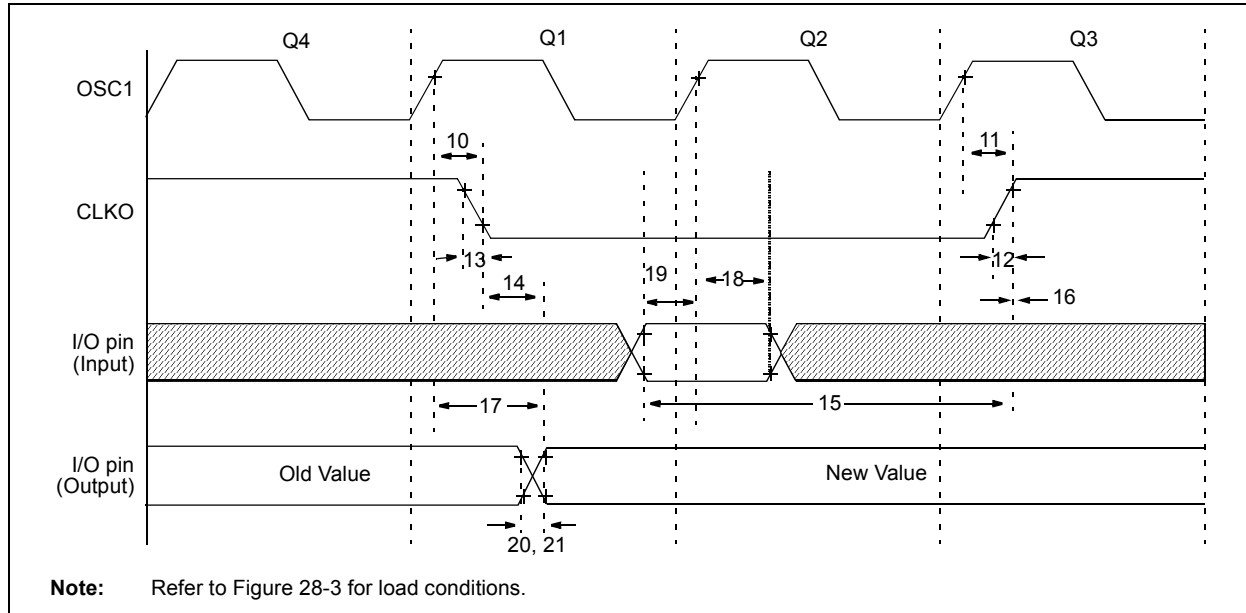 Q4 Q1 Q2 Q3
OSC1
10 11
CLKO
13 12
14 19 18 16
I/O pin
(Input)
17 15
I/O pin
(Output)
Old Value New Value
20, 21
Note: Refer to Figure 28-3 for load conditions.